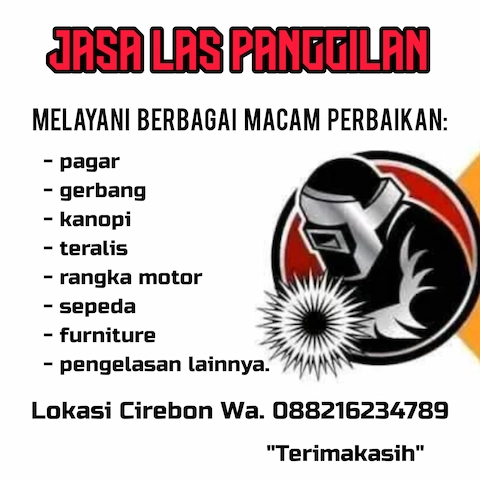 JASA LAS PANGGILAN
MELAYANI BERBAGAI MACAM PERBAIKAN:
- pagar
- gerbang
- kanopi
- teralis
- rangka motor
- sepeda
- furniture
- pengelasan lainnya.
Lokasi Cirebon Wa. 088216234789
"Terimakasih"